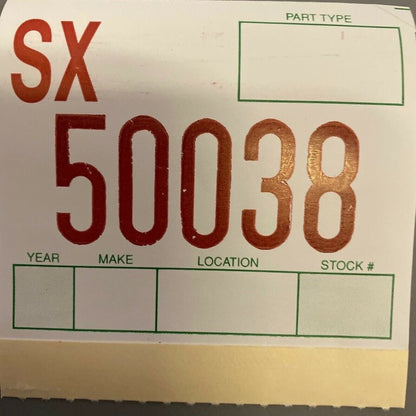 SX
PART TYPE
50038
YEAR MAKE LOCATION STOCK #